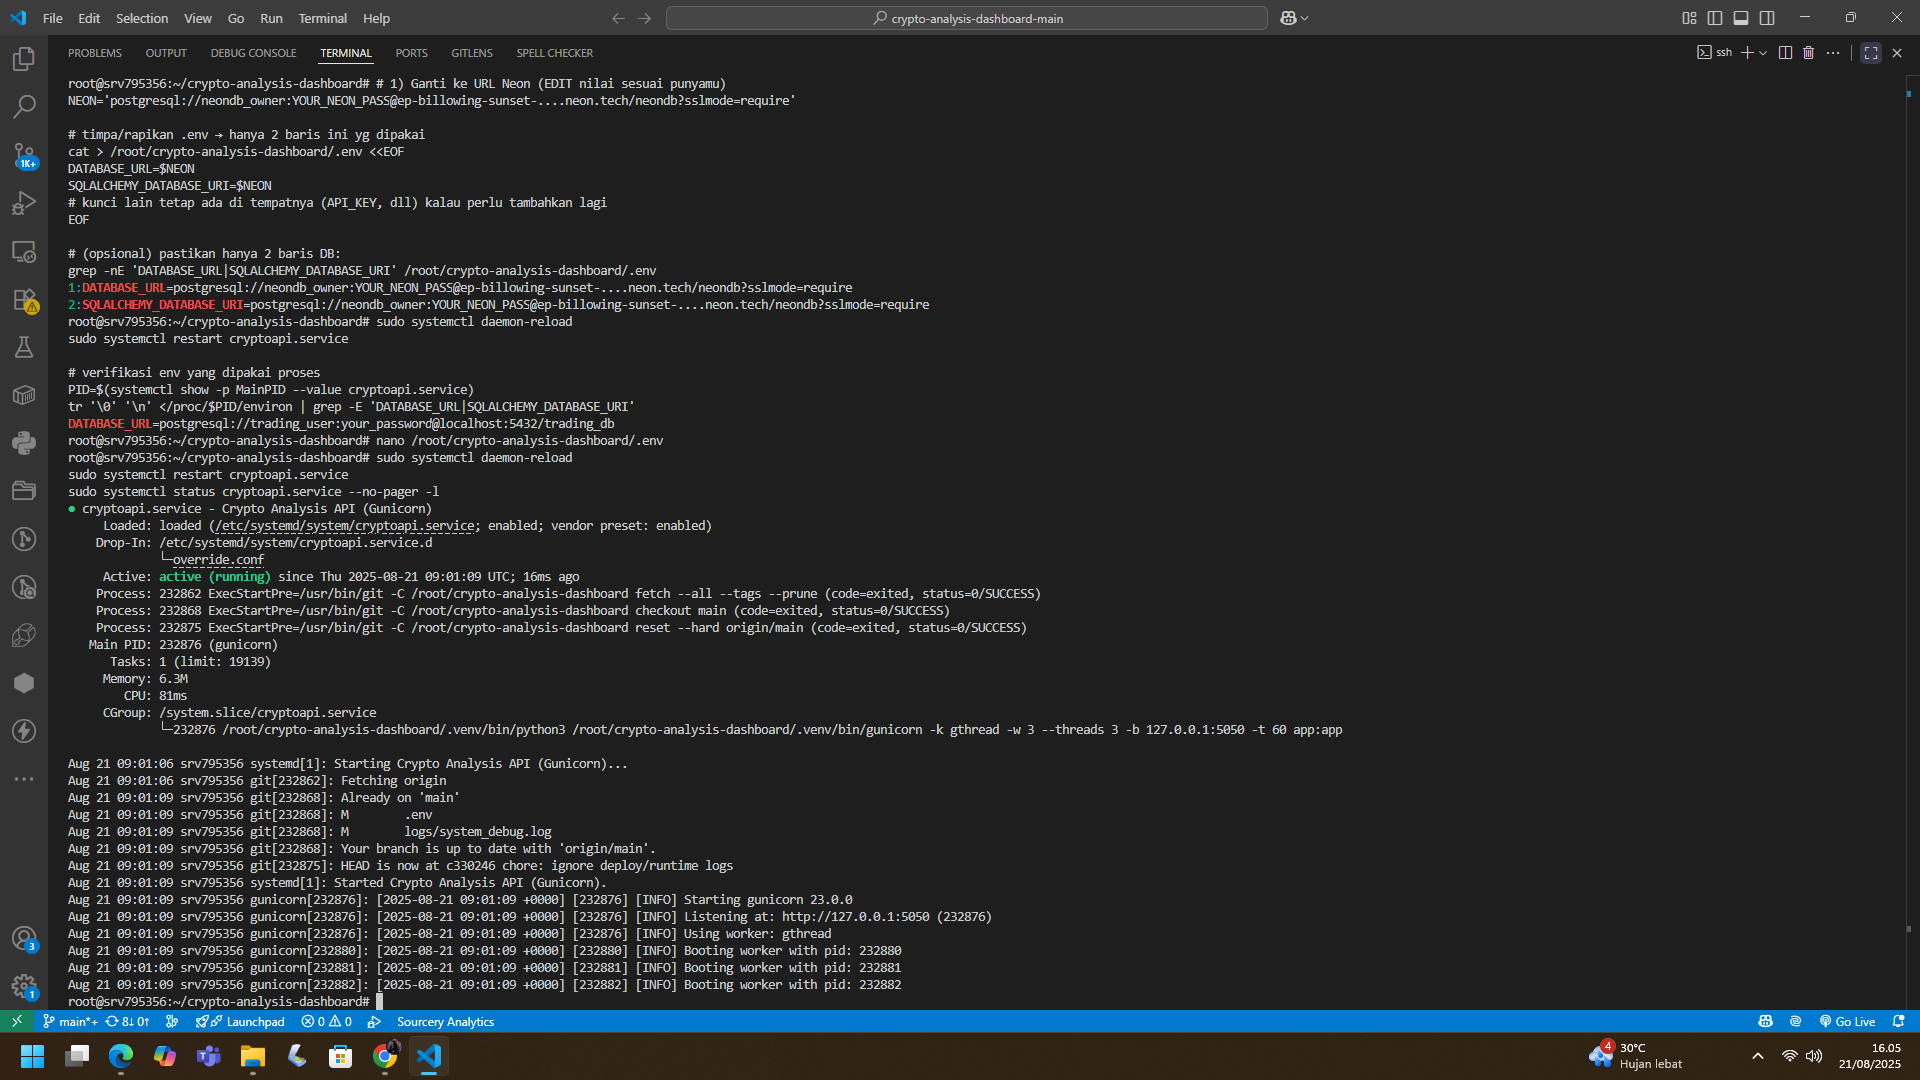 File Edit Selection View Go Run Terminal Help
crypto-analysis-dashboard-main
PROBLEMS OUTPUT DEBUG CONSOLE TERMINAL PORTS GITLENS SPELL CHECKER
ssh
root@srv795356:~/crypto-analysis-dashboard# # 1) Ganti ke URL Neon (EDIT nilai sesuai punyamu)
NEON='postgresql://neondb_owner:YOUR_NEON_PASS@ep-billowing-sunset-....neon.tech/neondb?sslmode=require'
# timpa/rapikan .env → hanya 2 baris ini yg dipakai
cat > /root/crypto-analysis-dashboard/.env <<EOF
DATABASE_URL=$NEON
SQLALCHEMY_DATABASE_URI=$NEON
# kunci lain tetap ada di tempatnya (API_KEY, dll) kalau perlu tambahkan lagi
EOF
# (opsional) pastikan hanya 2 baris DB:
grep -nE 'DATABASE_URL|SQLALCHEMY_DATABASE_URI' /root/crypto-analysis-dashboard/.env
1:DATABASE_URL=postgresql://neondb_owner:YOUR_NEON_PASS@ep-billowing-sunset-....neon.tech/neondb?sslmode=require
2:SQLALCHEMY_DATABASE_URI=postgresql://neondb_owner:YOUR_NEON_PASS@ep-billowing-sunset-....neon.tech/neondb?sslmode=require
root@srv795356:~/crypto-analysis-dashboard# sudo systemctl daemon-reload
sudo systemctl restart cryptoapi.service
# verifikasi env yang dipakai proses
PID=$(systemctl show -p MainPID --value cryptoapi.service)
tr '\0' '\n' </proc/$PID/environ | grep -E 'DATABASE_URL|SQLALCHEMY_DATABASE_URI'
DATABASE_URL=postgresql://trading_user:your_password@localhost:5432/trading_db
root@srv795356:~/crypto-analysis-dashboard# nano /root/crypto-analysis-dashboard/.env
root@srv795356:~/crypto-analysis-dashboard# sudo systemctl daemon-reload
sudo systemctl restart cryptoapi.service
sudo systemctl status cryptoapi.service --no-pager -l
● cryptoapi.service - Crypto Analysis API (Gunicorn)
Loaded: loaded (/etc/systemd/system/cryptoapi.service; enabled; vendor preset: enabled)
Drop-In: /etc/systemd/system/cryptoapi.service.d
└─override.conf
Active: active (running) since Thu 2025-08-21 09:01:09 UTC; 16ms ago
Process: 232862 ExecStartPre=/usr/bin/git -C /root/crypto-analysis-dashboard fetch --all --tags --prune (code=exited, status=0/SUCCESS)
Process: 232868 ExecStartPre=/usr/bin/git -C /root/crypto-analysis-dashboard checkout main (code=exited, status=0/SUCCESS)
Process: 232875 ExecStartPre=/usr/bin/git -C /root/crypto-analysis-dashboard reset --hard origin/main (code=exited, status=0/SUCCESS)
Main PID: 232876 (gunicorn)
Tasks: 1 (limit: 19139)
Memory: 6.3M
CPU: 81ms
CGroup: /system.slice/cryptoapi.service
└─232876 /root/crypto-analysis-dashboard/.venv/bin/python3 /root/crypto-analysis-dashboard/.venv/bin/gunicorn -k gthread -w 3 --threads 3 -b 127.0.0.1:5050 -t 60 app:app
Aug 21 09:01:06 srv795356 systemd[1]: Starting Crypto Analysis API (Gunicorn)...
Aug 21 09:01:06 srv795356 git[232862]: Fetching origin
Aug 21 09:01:09 srv795356 git[232868]: Already on 'main'
Aug 21 09:01:09 srv795356 git[232868]: M .env
Aug 21 09:01:09 srv795356 git[232868]: M logs/system_debug.log
Aug 21 09:01:09 srv795356 git[232868]: Your branch is up to date with 'origin/main'.
Aug 21 09:01:09 srv795356 git[232875]: HEAD is now at c330246 chore: ignore deploy/runtime logs
Aug 21 09:01:09 srv795356 systemd[1]: Started Crypto Analysis API (Gunicorn).
Aug 21 09:01:09 srv795356 gunicorn[232876]: [2025-08-21 09:01:09 +0000] [232876] [INFO] Starting gunicorn 23.0.0
Aug 21 09:01:09 srv795356 gunicorn[232876]: [2025-08-21 09:01:09 +0000] [232876] [INFO] Listening at: http://127.0.0.1:5050 (232876)
Aug 21 09:01:09 srv795356 gunicorn[232876]: [2025-08-21 09:01:09 +0000] [232876] [INFO] Using worker: gthread
Aug 21 09:01:09 srv795356 gunicorn[232880]: [2025-08-21 09:01:09 +0000] [232880] [INFO] Booting worker with pid: 232880
Aug 21 09:01:09 srv795356 gunicorn[232881]: [2025-08-21 09:01:09 +0000] [232881] [INFO] Booting worker with pid: 232881
Aug 21 09:01:09 srv795356 gunicorn[232882]: [2025-08-21 09:01:09 +0000] [232882] [INFO] Booting worker with pid: 232882
root@srv795356:~/crypto-analysis-dashboard#
1K+
3
1
main*+ 8↓ 0↑ Launchpad 0 0 Sourcery Analytics Go Live
4
30°C
Hujan lebat
16.05
21/08/2025